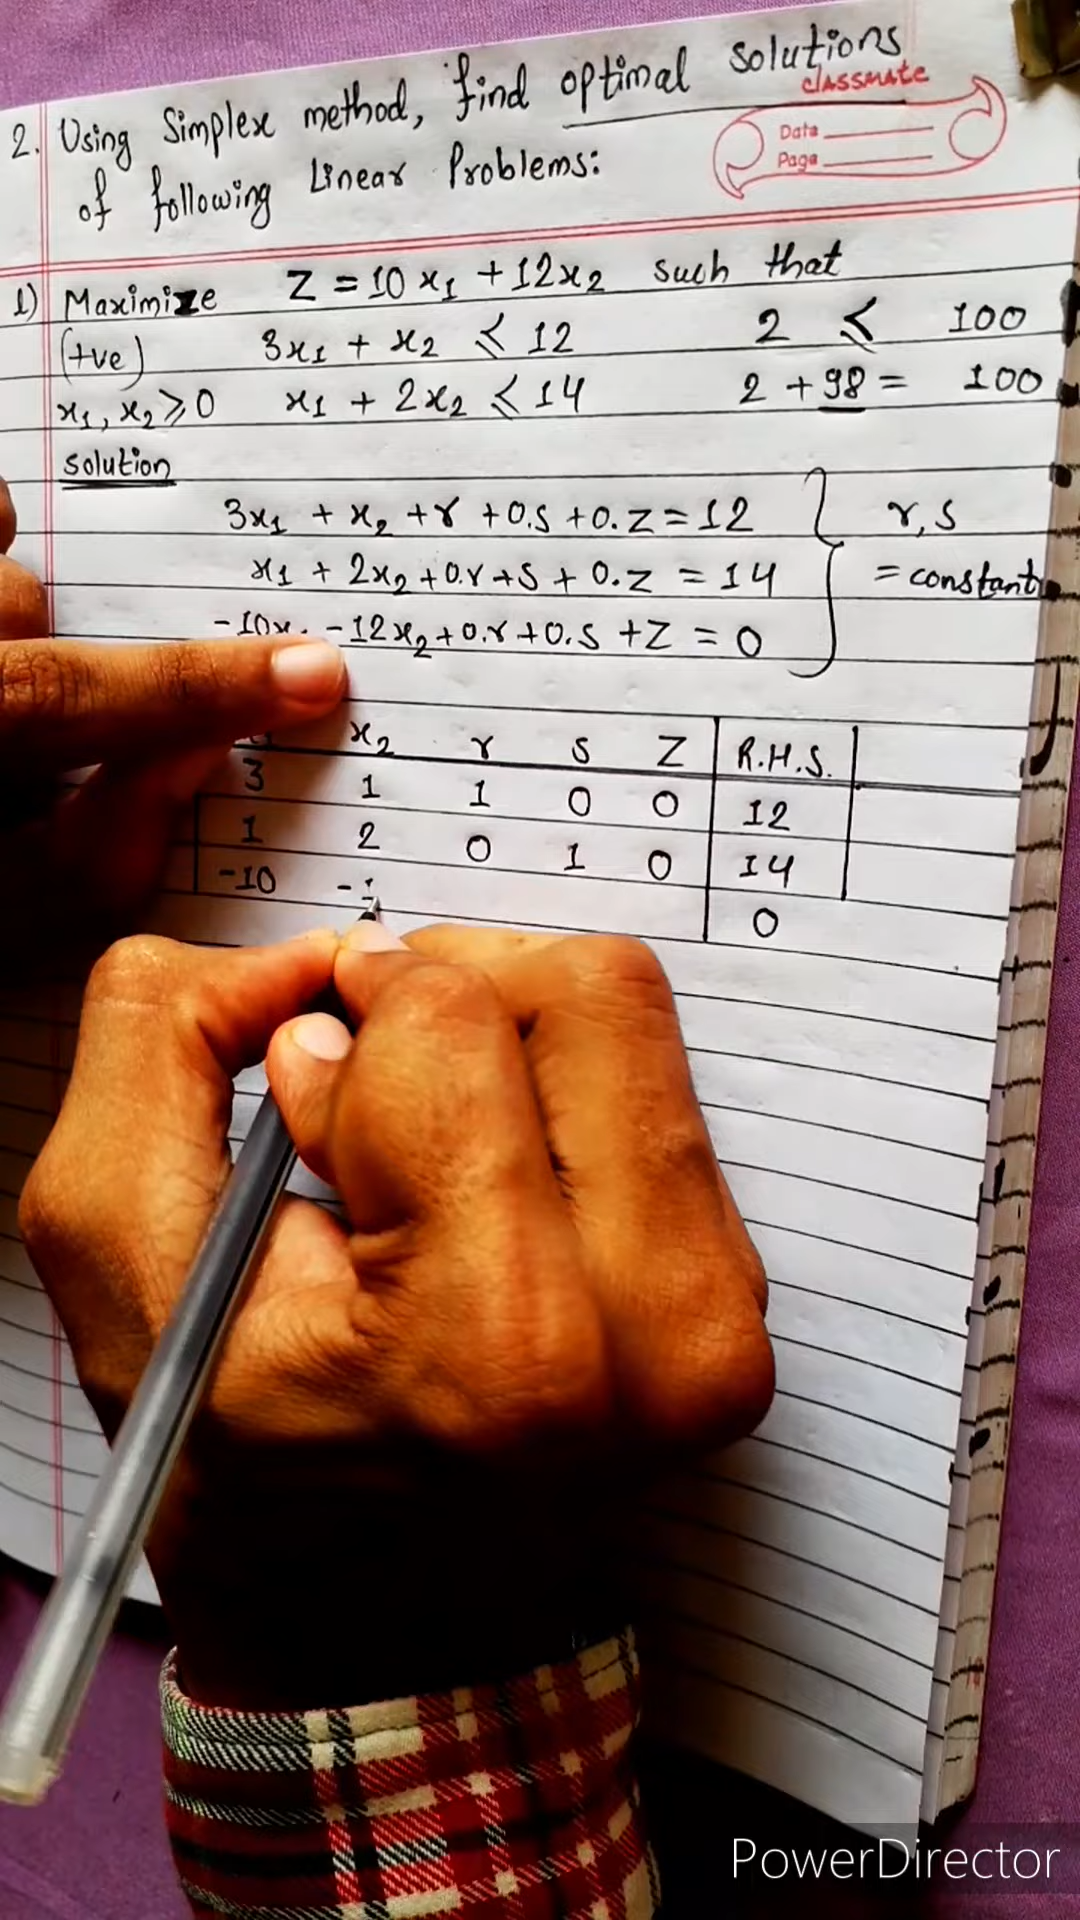 2. Using Simplex method, find optimal solutions
classmate
Date
Page
of following Linear Problems:
1) Maximize Z = 10x₁ + 12x₂ such that
(+ve) 3x₁ + x₂ ≤ 12 2 ≤ 100
x₁, x₂ ≥ 0 x₁ + 2x₂ ≤ 14 2 + 98 = 100
solution
3x₁ + x₂ + r + 0.s + 0.Z = 12 r, s
x₁ + 2x₂ + 0.r + s + 0.Z = 14 = constant
-10x -12x₂ + 0.r + 0.s + Z = 0
x₂ r s Z R.H.S.
3 1 1 0 0 12
1 2 0 1 0 14
-10 - 0
PowerDirector